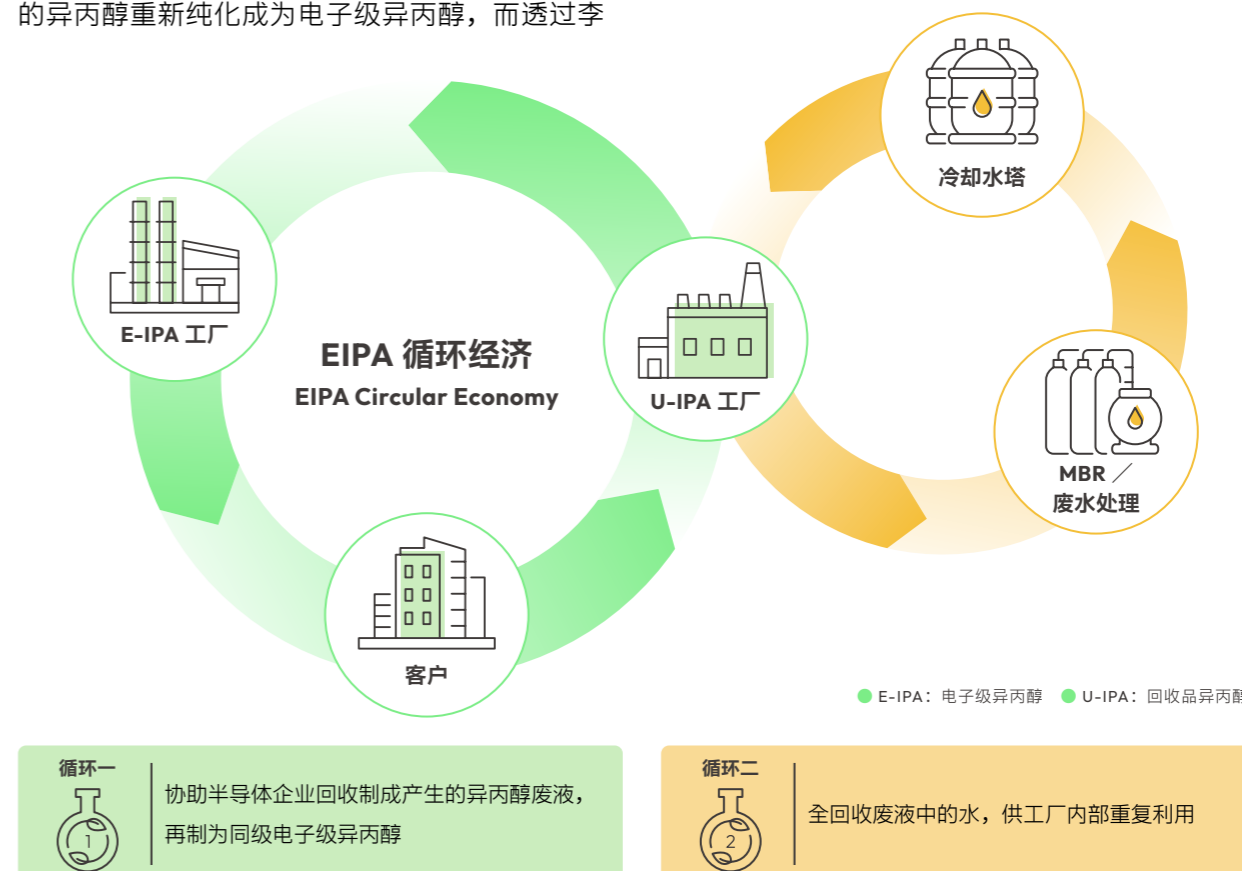 的异丙醇重新纯化成为电子级异丙醇，而透过李
冷却水塔
E-IPA 工厂
EIPA 循环经济
EIPA Circular Economy
U-IPA 工厂
MBR ／
废水处理
客户
E-IPA：电子级异丙醇 U-IPA：回收品异丙醇
循环一
1
协助半导体企业回收制成产生的异丙醇废液，
再制为同级电子级异丙醇
循环二
2
全回收废液中的水，供工厂内部重复利用